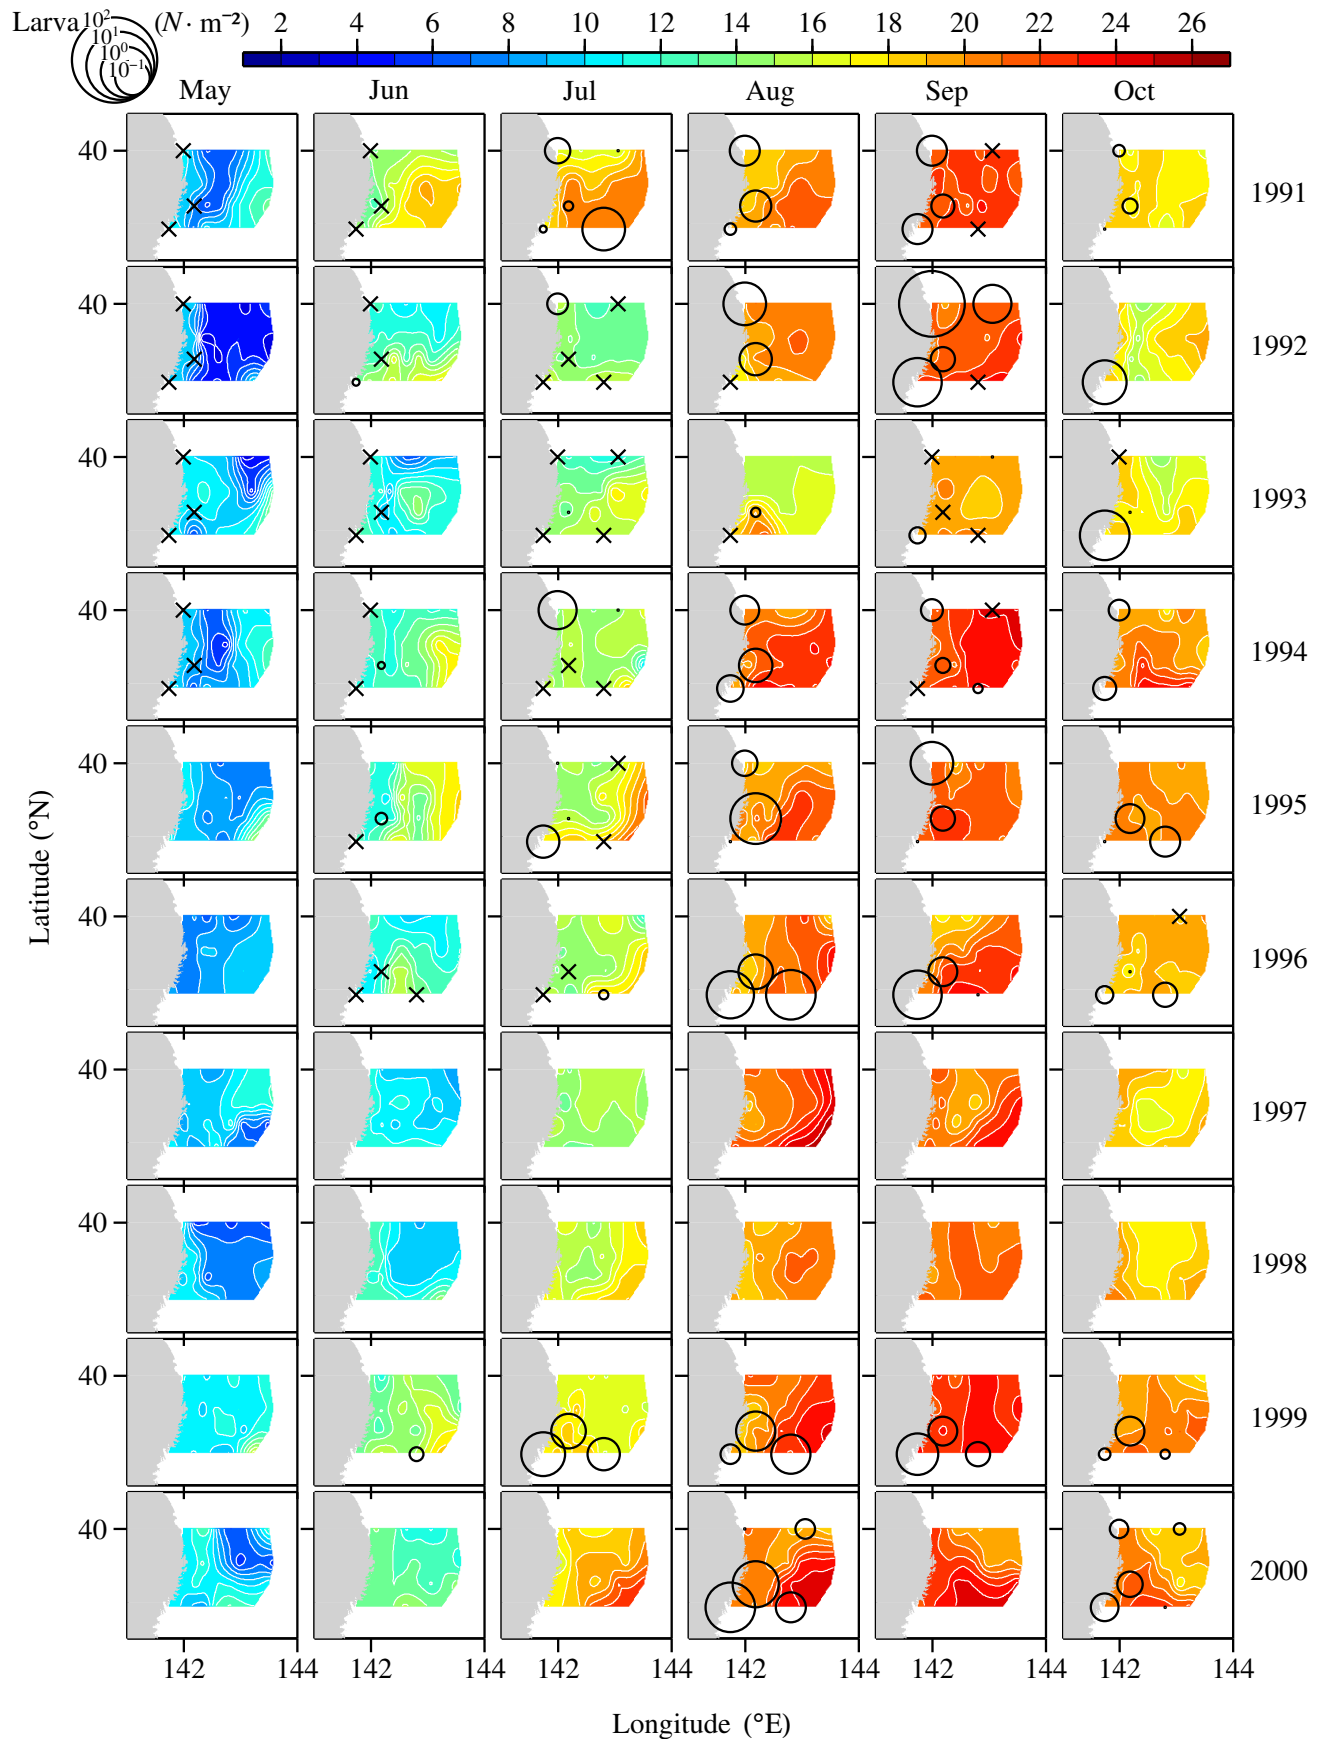 Larva (N · m⁻²) 2 4 6 8 10 12 14 16 18 20 22 24 26
10²
10¹
10⁰
10⁻¹
May Jun Jul Aug Sep Oct
40 1991
40 1992
40 1993
40 1994
40 1995
40 1996
40 1997
40 1998
40 1999
40 2000
Latitude (°N)
142 144 142 144 142 144 142 144 142 144 142 144
Longitude (°E)